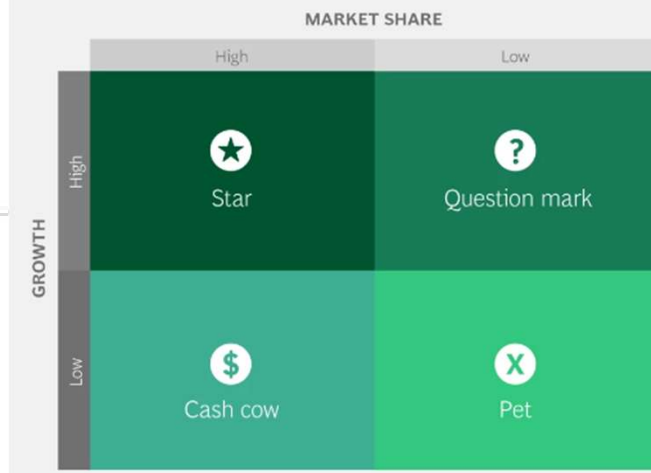 MARKET SHARE
High Low
High
★ ?
Star Question mark
GROWTH
Low
$ X
Cash cow Pet